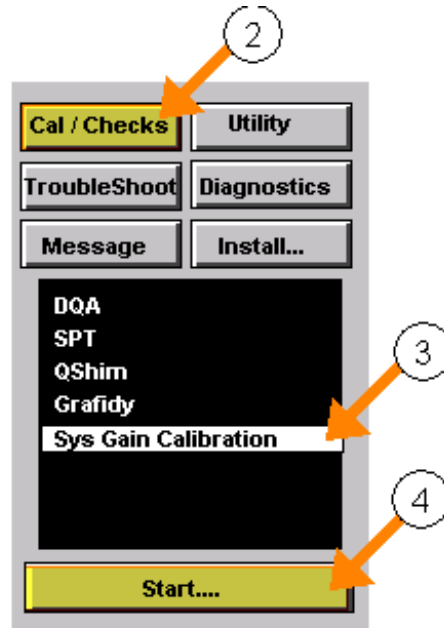 2
Cal / Checks Utility
TroubleShoot Diagnostics
Message Install...
DQA
SPT
QShim
3
Grafidy
Sys Gain Calibration
4
Start....